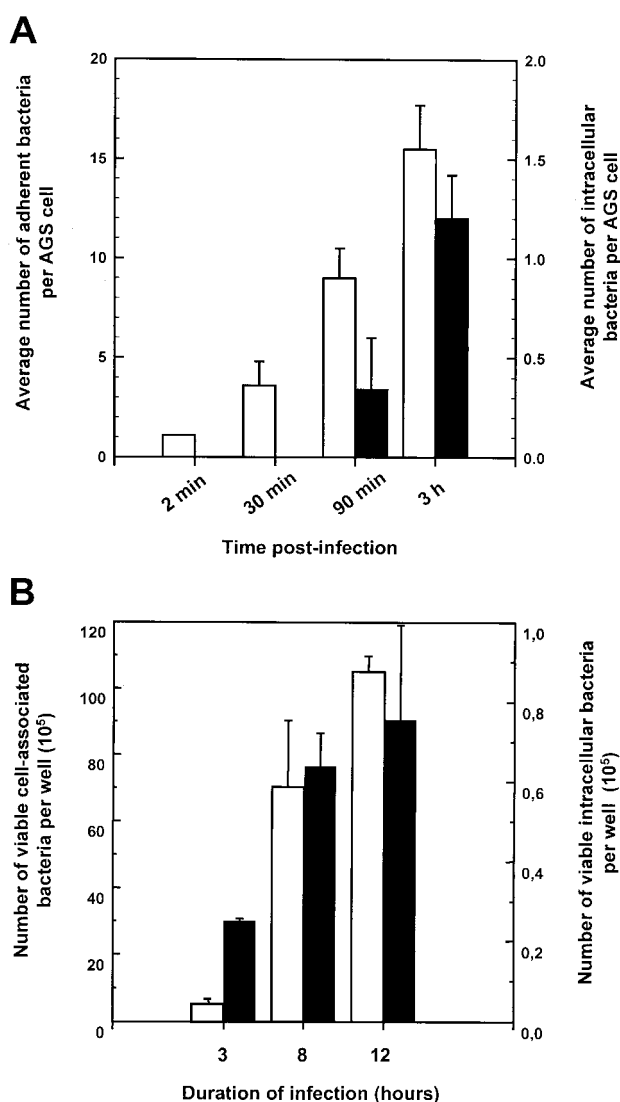 A
Average number of adherent bacteria
per AGS cell
20
15
10
5
0
2.0
1.5
1.0
0.5
0.0
Average number of intracellular
bacteria per AGS cell
2 min
30 min
90 min
3 h
Time post-infection
B
Number of viable cell-associated
bacteria per well (10⁵)
120
100
80
60
40
20
0
1,0
0,8
0,6
0,4
0,2
0,0
Number of viable intracellular bacteria
per well (10⁵)
3
8
12
Duration of infection (hours)